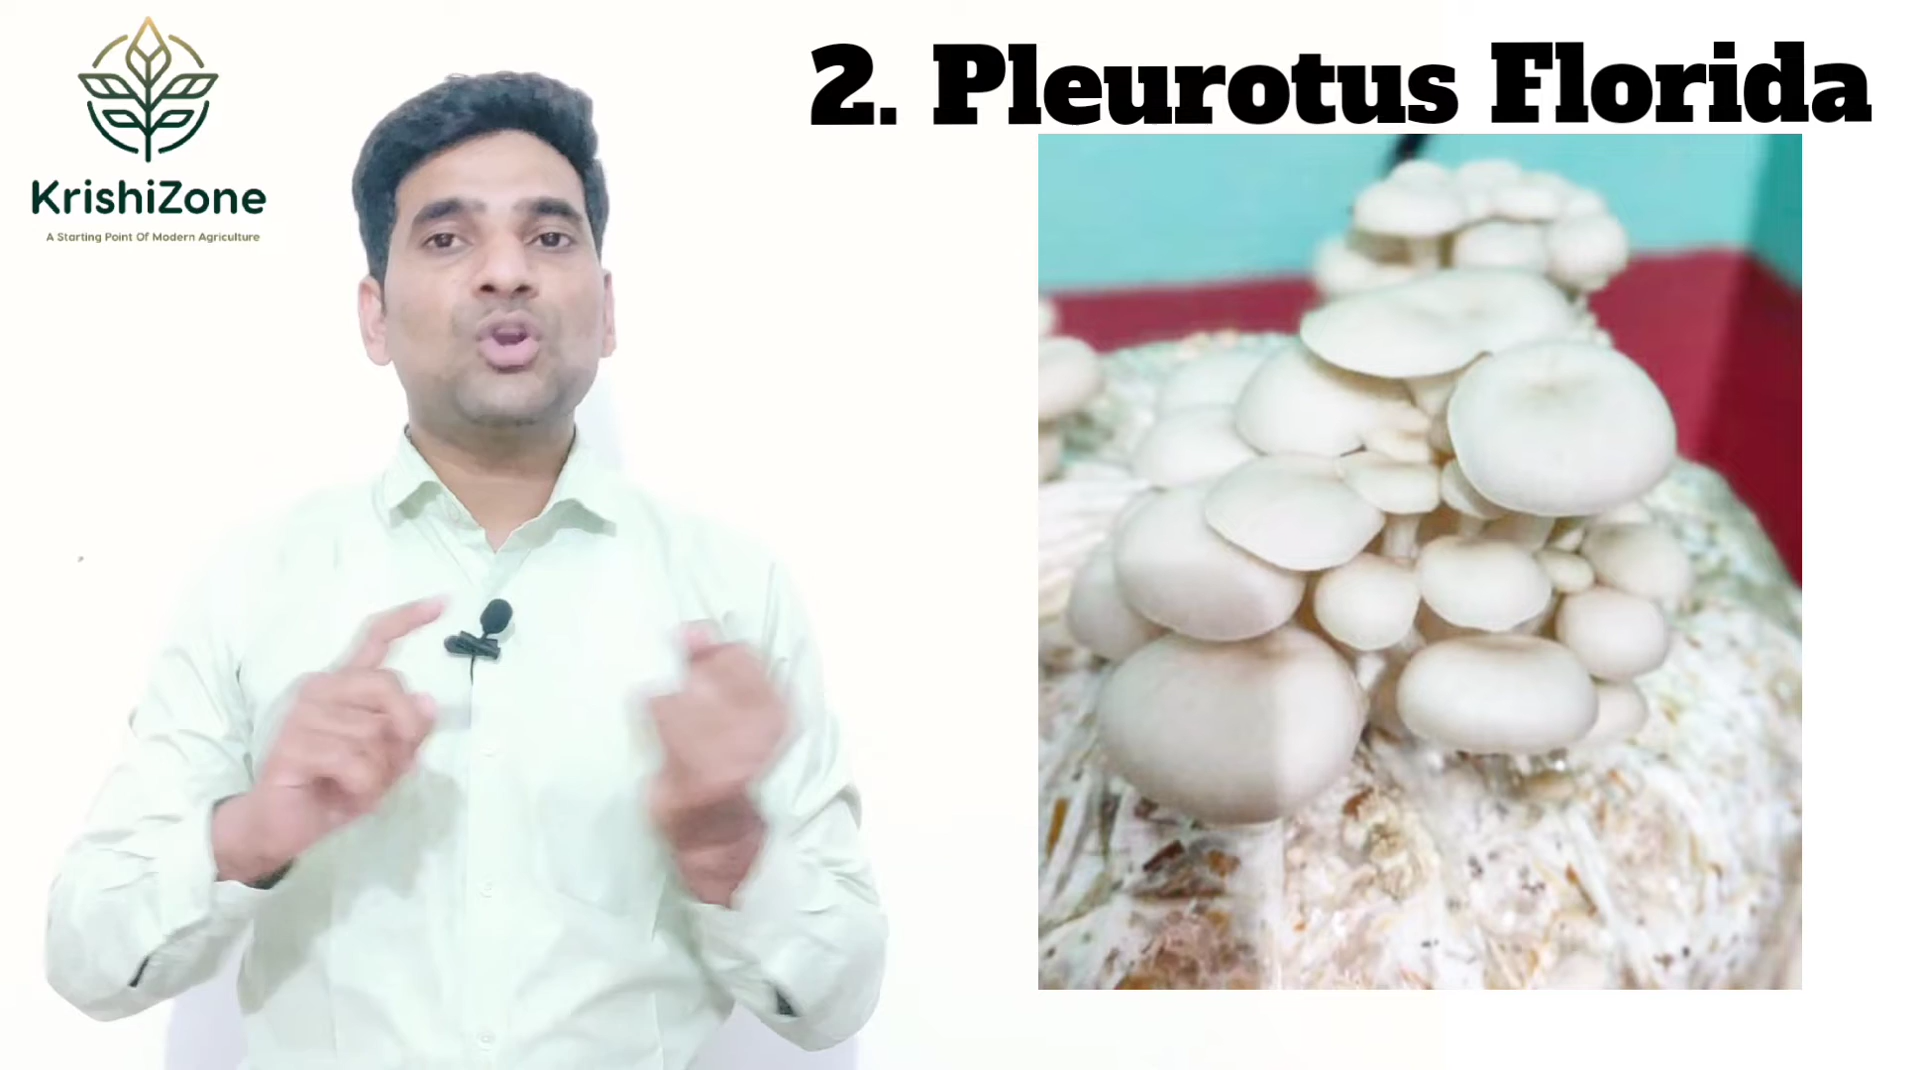 2. Pleurotus Florida
KrishiZone
A Starting Point Of Modern Agriculture